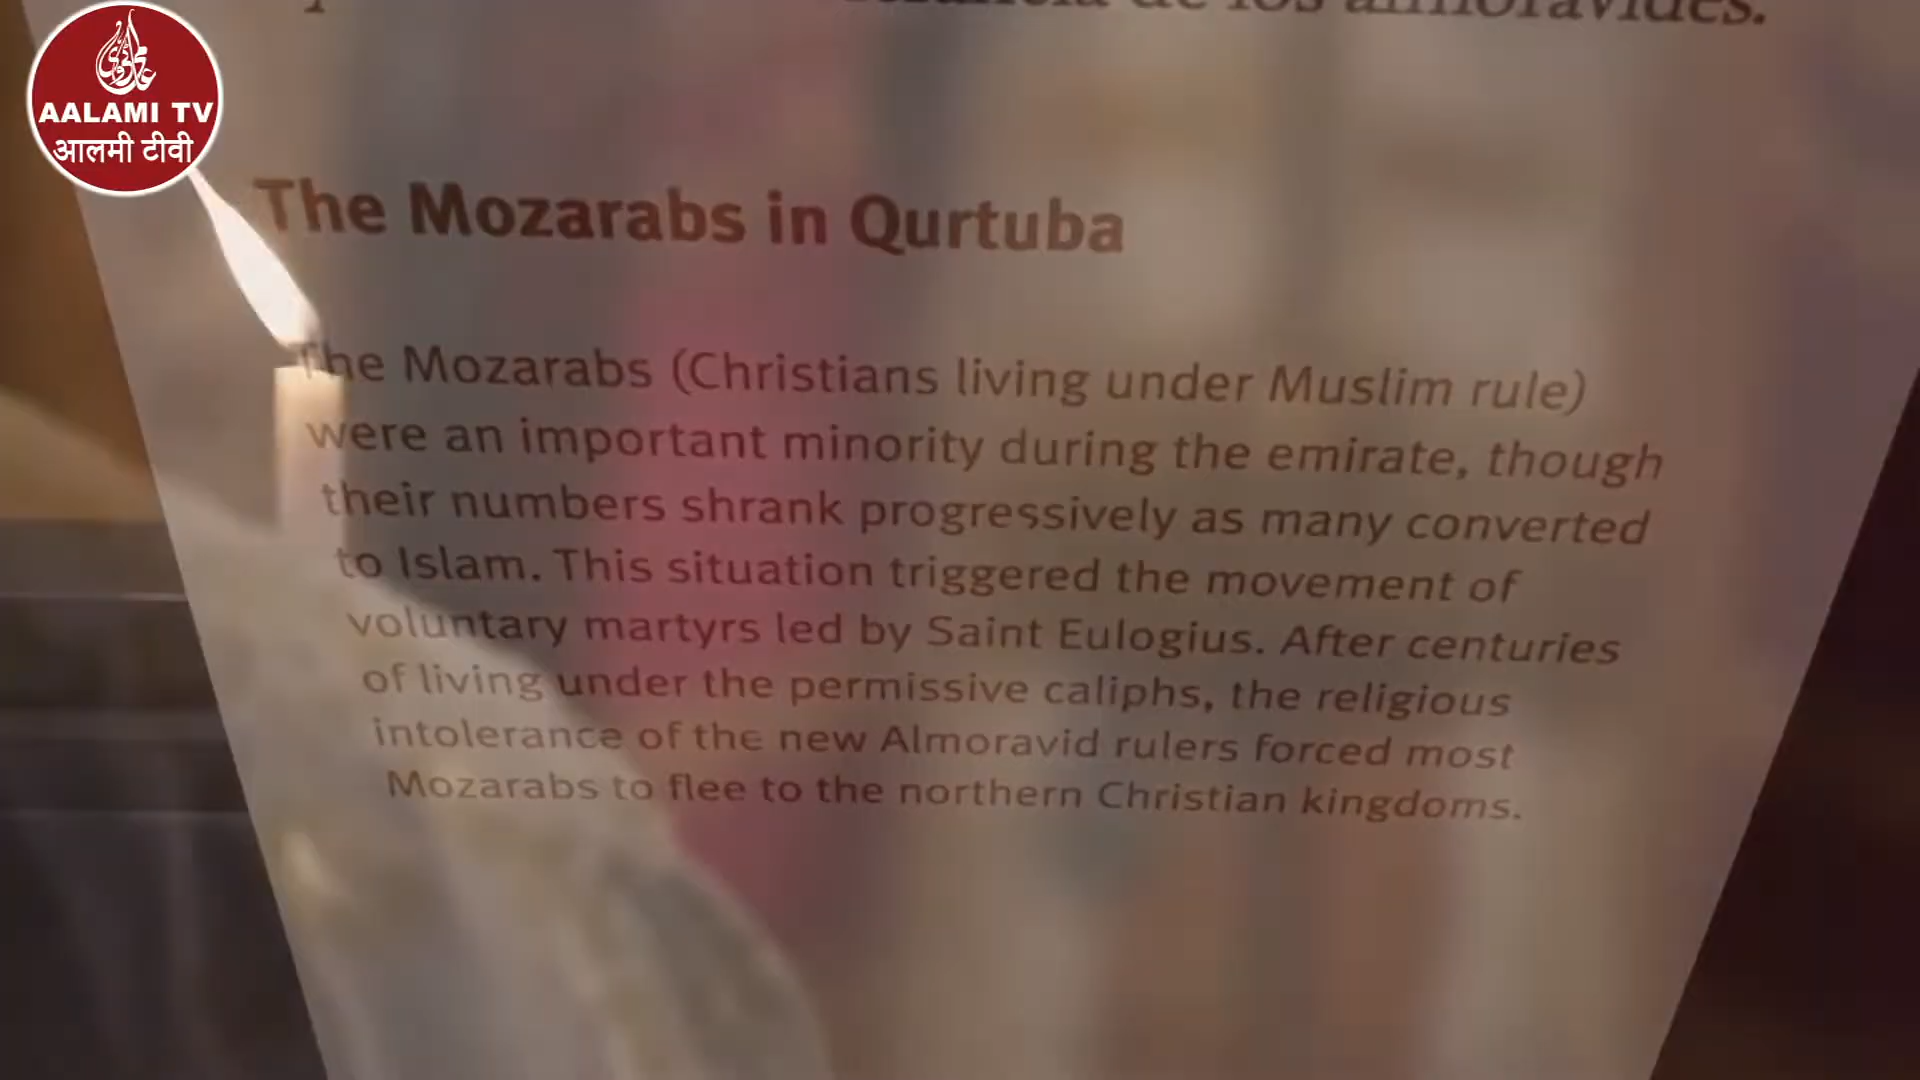 de los almoravides.
AALAMI TV
आलमी टीवी
The Mozarabs in Qurtuba
The Mozarabs (Christians living under Muslim rule)
were an important minority during the emirate, though
their numbers shrank progressively as many converted
to Islam. This situation triggered the movement of
voluntary martyrs led by Saint Eulogius. After centuries
of living under the permissive caliphs, the religious
intolerance of the new Almoravid rulers forced most
Mozarabs to flee to the northern Christian kingdoms.